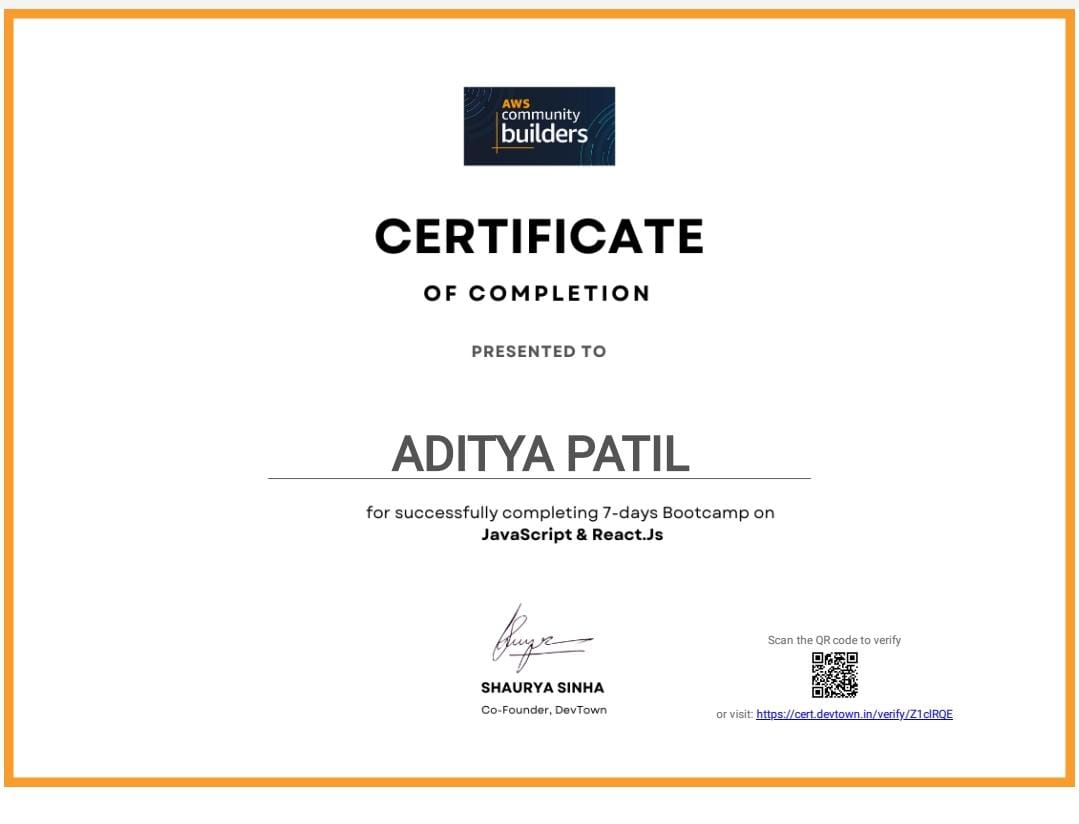 AWS
community
builders
CERTIFICATE
OF COMPLETION
PRESENTED TO
ADITYA PATIL
for successfully completing 7-days Bootcamp on
JavaScript & React.Js
SHAURYA SINHA
Co-Founder, DevTown
Scan the QR code to verify
or visit: https://cert.devtown.in/verify/Z1clRQE